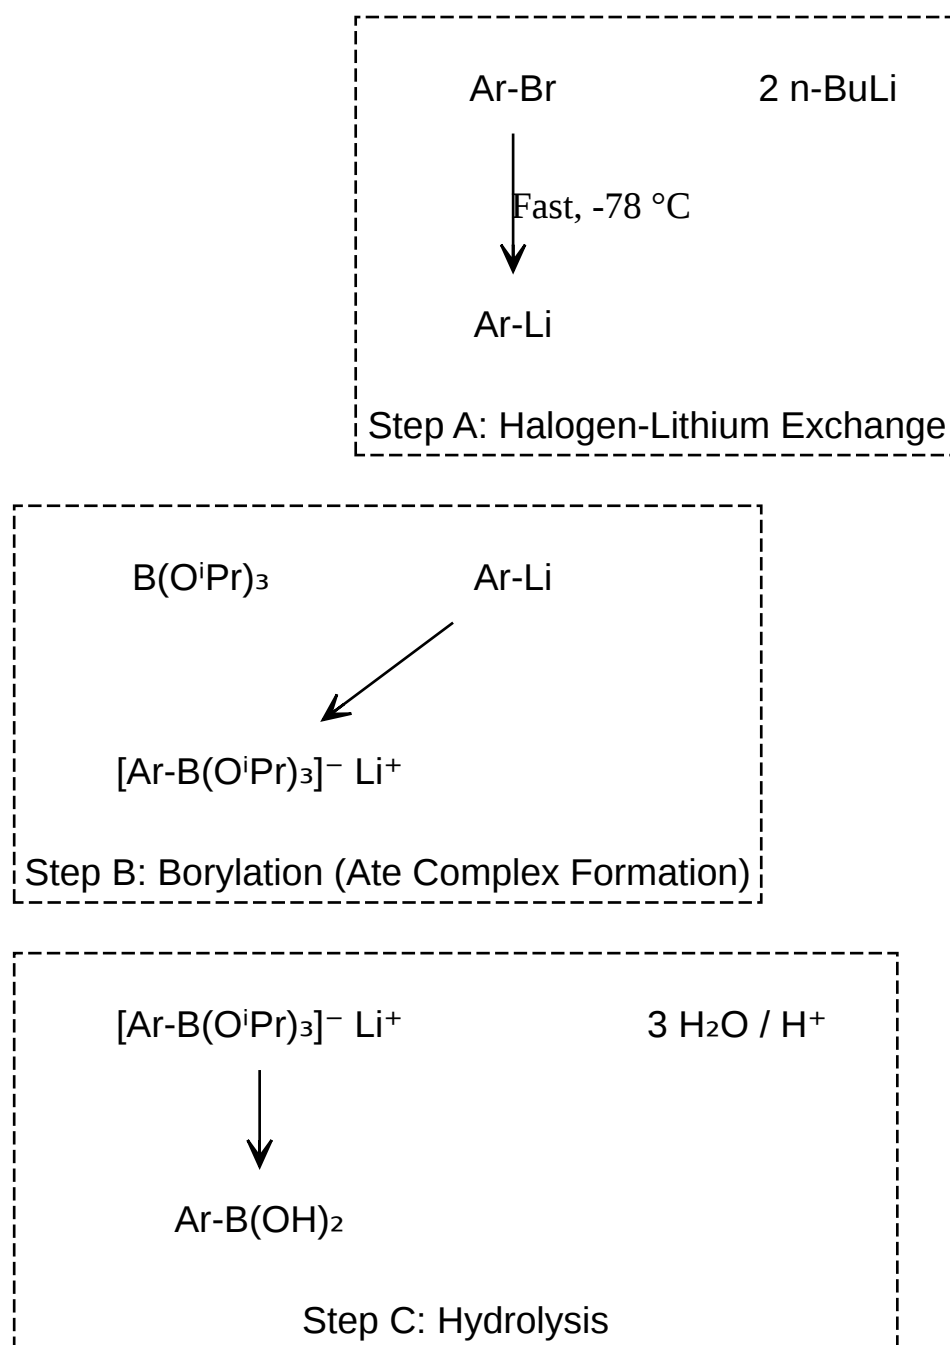 Ar-Br 2 n-BuLi
Fast, -78 °C
Ar-Li
Step A: Halogen-Lithium Exchange
B(OⁱPr)₃ Ar-Li
[Ar-B(OⁱPr)₃]⁻ Li⁺
Step B: Borylation (Ate Complex Formation)
[Ar-B(OⁱPr)₃]⁻ Li⁺ 3 H₂O / H⁺
Ar-B(OH)₂
Step C: Hydrolysis